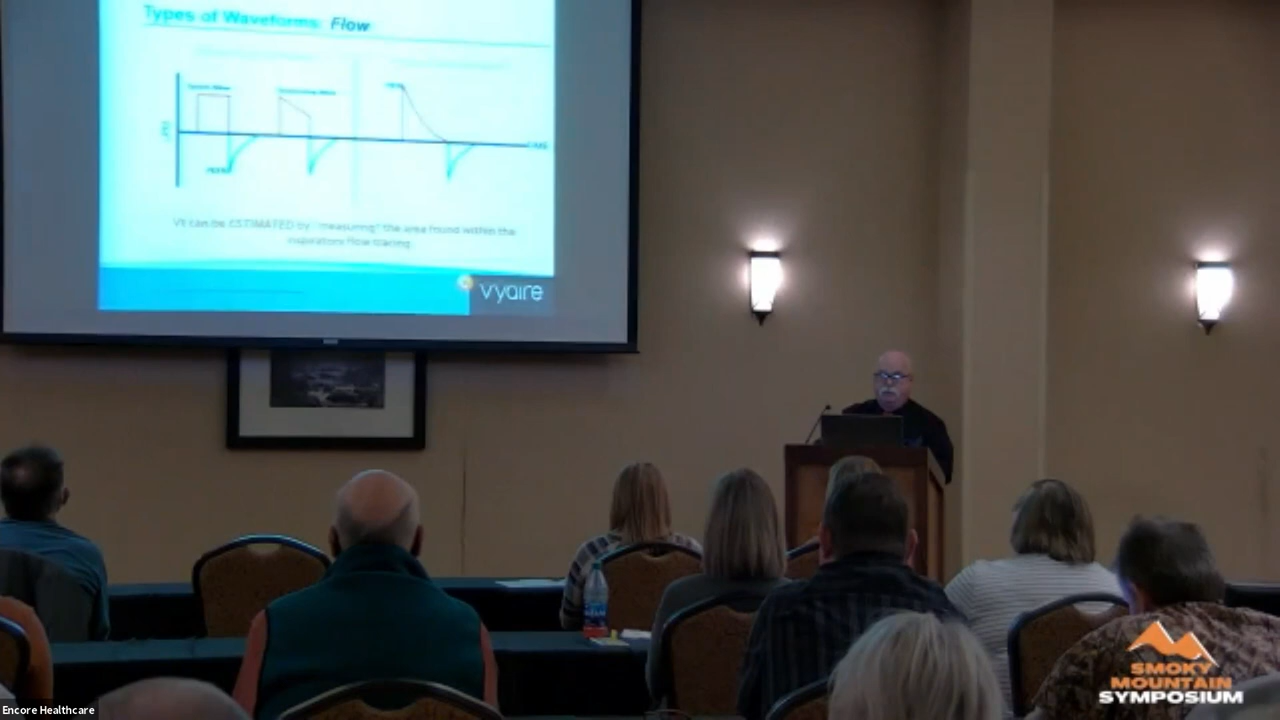 Types of Waveforms: Flow
Vt can be ESTIMATED by "measuring" the area found within the
inspiratory flow tracing
vyaire
SMOKY
MOUNTAIN
SYMPOSIUM
Encore Healthcare